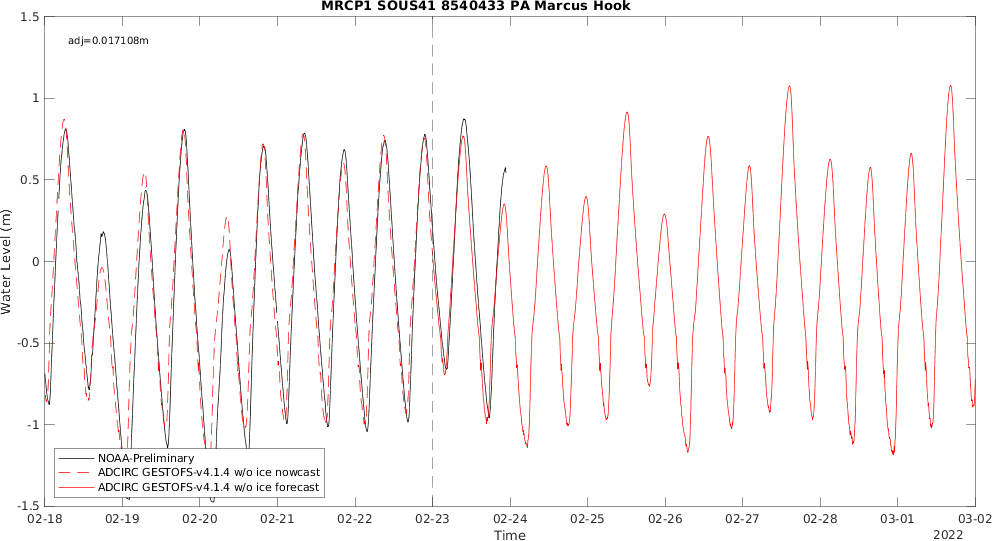 MRCP1 SOUS41 8540433 PA Marcus Hook
adj=0.017108m
1.5
1
0.5
0
-0.5
-1
-1.5
Water Level (m)
NOAA-Preliminary
ADCIRC GESTOFS-v4.1.4 w/o ice nowcast
ADCIRC GESTOFS-v4.1.4 w/o ice forecast
02-18 02-19 02-20 02-21 02-22 02-23 02-24 02-25 02-26 02-27 02-28 03-01 03-02
Time
2022